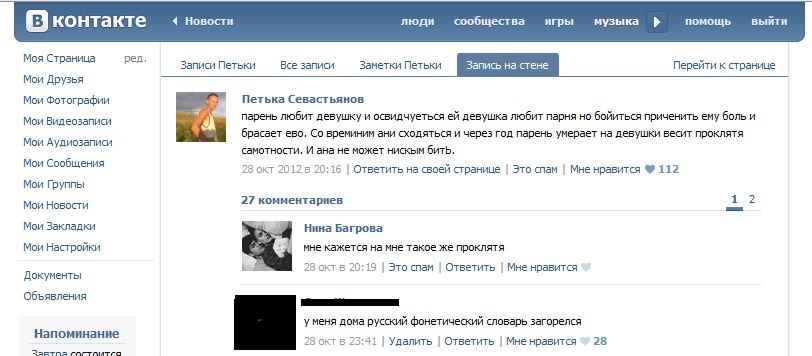 В контакте
Новости
люди сообщества игры музыка помощь выйти
Моя Страница ред.
Мои Друзья
Мои Фотографии
Мои Видеозаписи
Мои Аудиозаписи
Мои Сообщения
Мои Группы
Мои Новости
Мои Закладки
Мои Настройки
Документы
Объявления
Напоминание
Завтра состоится
Записи Петьки Все записи Заметки Петьки Запись на стене Перейти к странице
Петька Севастьянов
парень любит девушку и освидчуеться ей девушка любит парня но боиться приченить ему боль и
брасает ево. Со времиним ани сходяться и через год парень умерает на девушки весит проклятя
самотности. И ана не может ниским быть.
28 окт 2012 в 20:16 | Ответить на своей странице | Это спам | Мне нравится 112
27 комментариев 1 2
Нина Багрова
мне кажется на мне такое же проклятя
28 окт в 20:19 | Это спам | Ответить | Мне нравится
у меня дома русский фонетический словарь загорелся
28 окт в 23:41 | Удалить | Ответить | Мне нравится 28